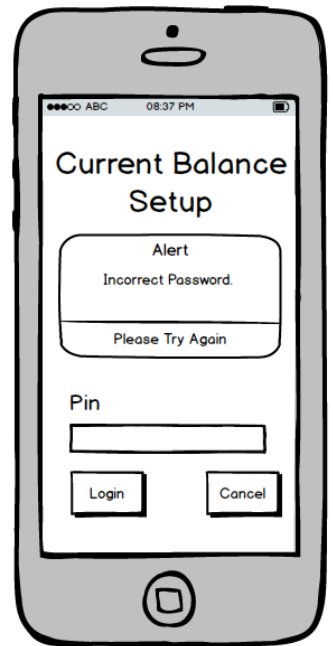 ABC 08:37 PM
Current Balance
Setup
Alert
Incorrect Password.
Please Try Again
Pin
Login Cancel